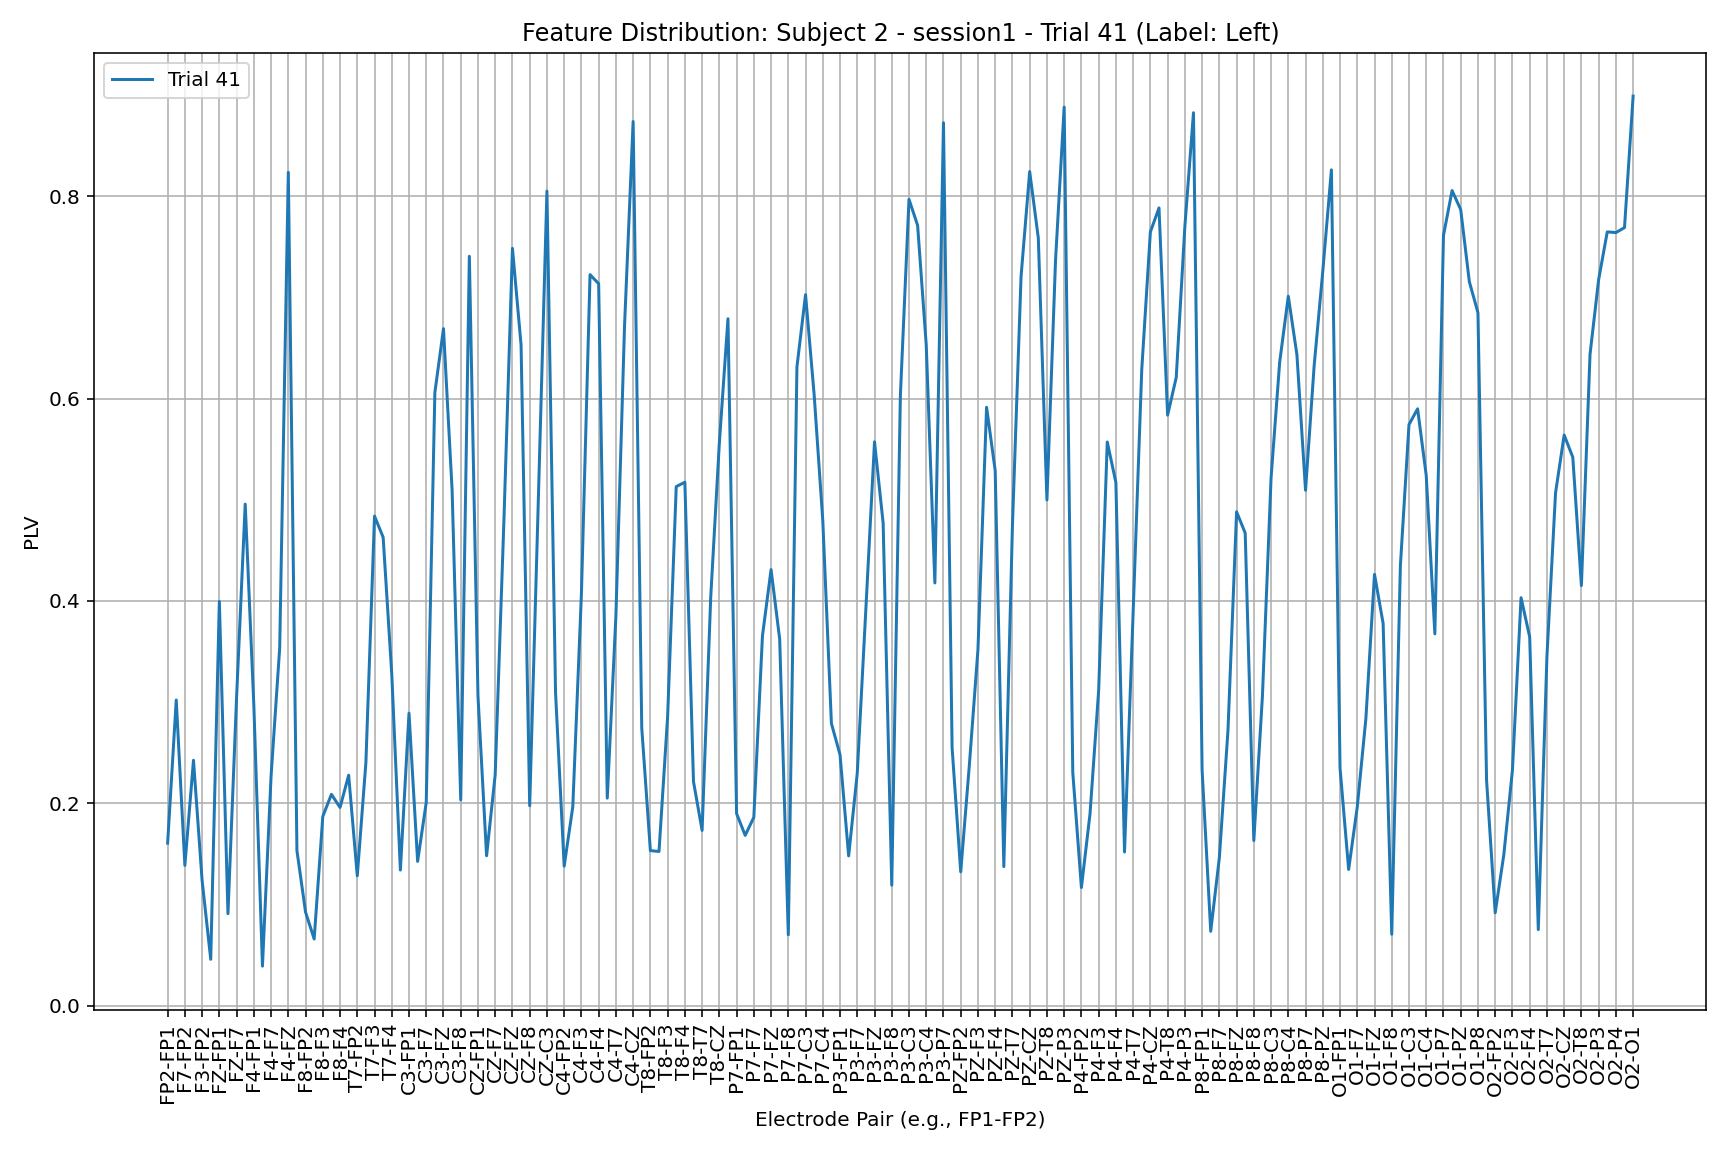 Feature Distribution: Subject 2 - session1 - Trial 41 (Label: Left)
Trial 41
PLV
0.8
0.6
0.4
0.2
0.0
FP2-FP1
F7-FP2
F3-FP2
FZ-FP1
FZ-F7
F4-FP1
F4-F7
F4-FZ
F8-FP2
F8-F3
F8-F4
T7-FP2
T7-F3
T7-F4
C3-FP1
C3-F7
C3-FZ
C3-F8
CZ-FP1
CZ-F7
CZ-FZ
CZ-F8
CZ-C3
C4-FP2
C4-F3
C4-F4
C4-T7
C4-CZ
T8-FP2
T8-F3
T8-F4
T8-T7
T8-CZ
P7-FP1
P7-F7
P7-FZ
P7-F8
P7-C3
P7-C4
P3-FP1
P3-F7
P3-FZ
P3-F8
P3-C3
P3-C4
P3-P7
PZ-FP2
PZ-F3
PZ-F4
PZ-T7
PZ-CZ
PZ-T8
PZ-P3
P4-FP2
P4-F3
P4-F4
P4-T7
P4-CZ
P4-T8
P4-P3
P8-FP1
P8-F7
P8-FZ
P8-F8
P8-C3
P8-C4
P8-P7
P8-PZ
O1-FP1
O1-F7
O1-FZ
O1-F8
O1-C3
O1-C4
O1-P7
O1-PZ
O1-P8
O2-FP2
O2-F3
O2-F4
O2-T7
O2-CZ
O2-T8
O2-P3
O2-P4
O2-O1
Electrode Pair (e.g., FP1-FP2)